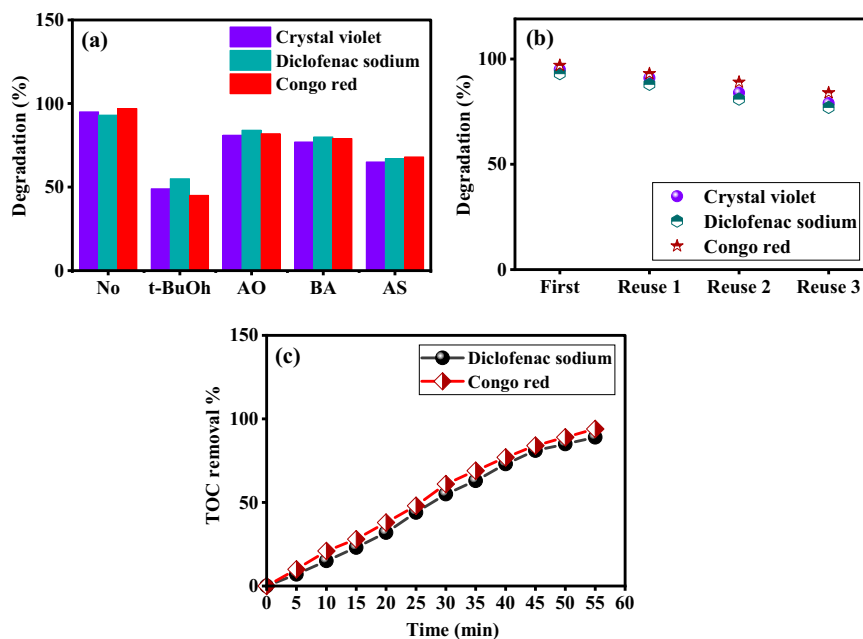 (a)
Crystal violet
Diclofenac sodium
Congo red
150
100
50
0
Degradation (%)
No t-BuOh AO BA AS
(b)
100
50
0
Degradation (%)
Crystal violet
Diclofenac sodium
Congo red
First Reuse 1 Reuse 2 Reuse 3
(c)
Diclofenac sodium
Congo red
150
100
50
0
TOC removal %
0 5 10 15 20 25 30 35 40 45 50 55 60
Time (min)